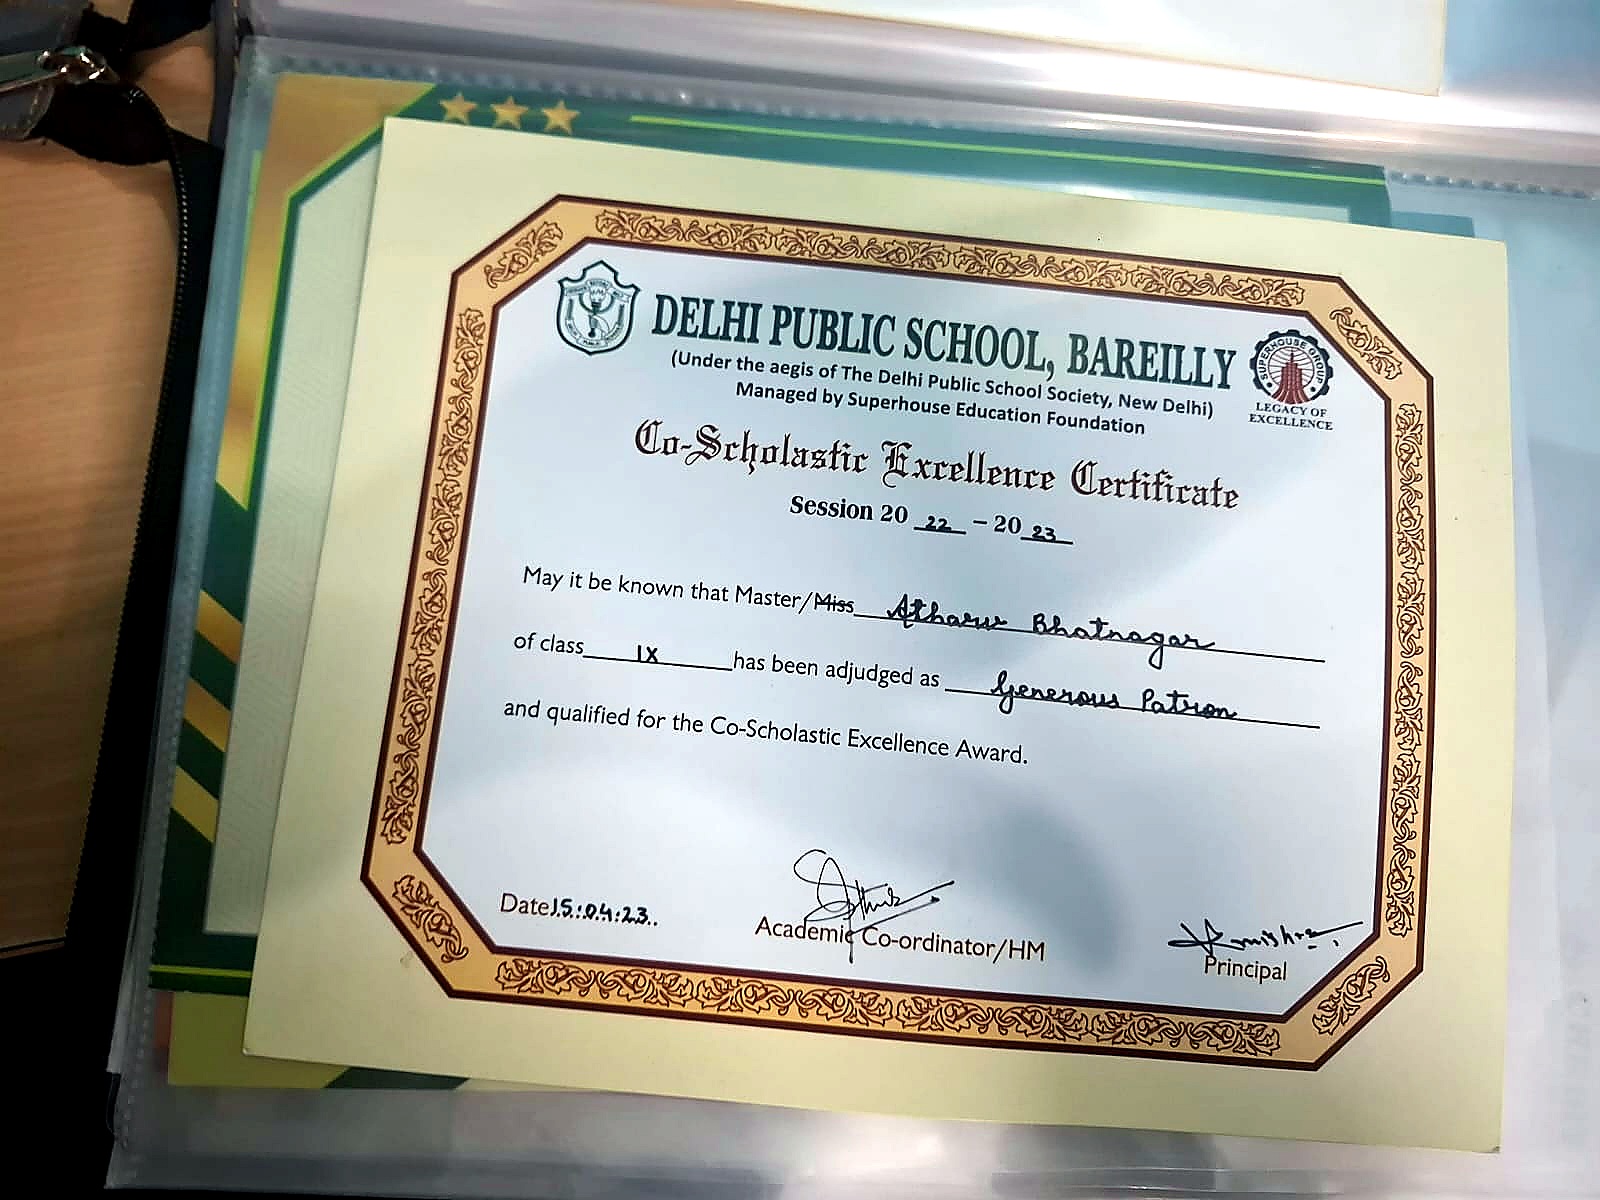 DELHI PUBLIC SCHOOL, BAREILLY
(Under the aegis of The Delhi Public School Society, New Delhi)
Managed by Superhouse Education Foundation
SUPERHOUSE GROUP
LEGACY OF
EXCELLENCE
Co-Scholastic Excellence Certificate
Session 20 22 - 20 23
May it be known that Master/Miss Atharw Bhatnagar
of class IX has been adjudged as Generous Patron
and qualified for the Co-Scholastic Excellence Award.
Date 15:04:23..
Academic Co-ordinator/HM
Principal